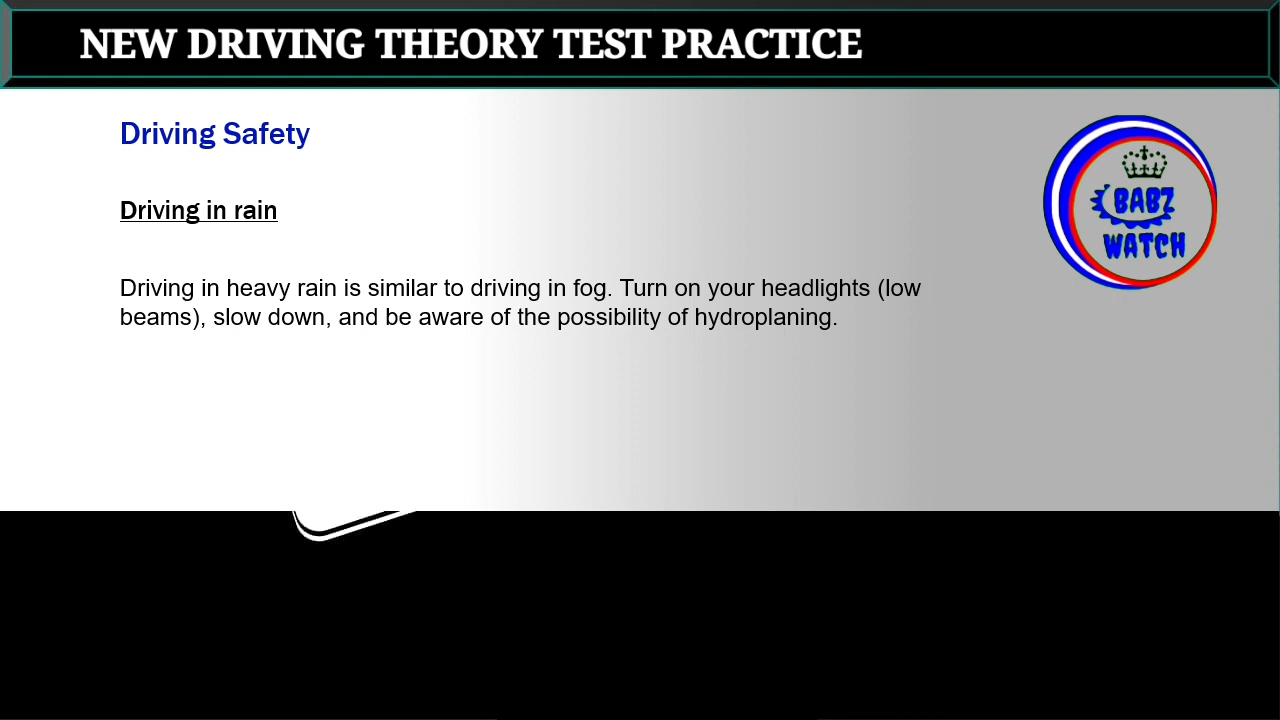 NEW DRIVING THEORY TEST PRACTICE
Driving Safety
BABZ
WATCH
Driving in rain
Driving in heavy rain is similar to driving in fog. Turn on your headlights (low
beams), slow down, and be aware of the possibility of hydroplaning.